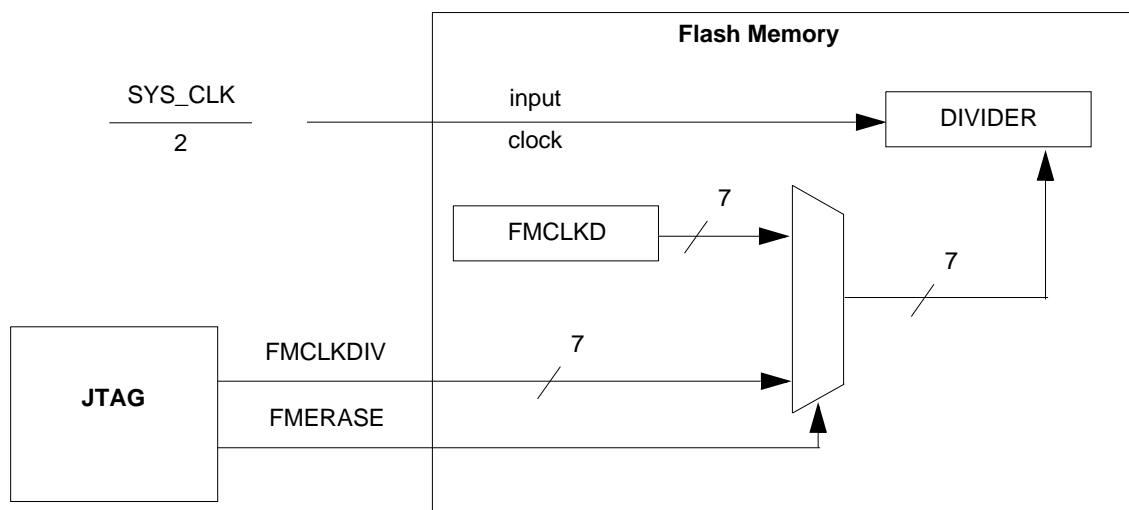 Flash Memory
SYS_CLK
2
input
clock
DIVIDER
7
FMCLKD
7
FMCLKDIV
7
JTAG
FMERASE